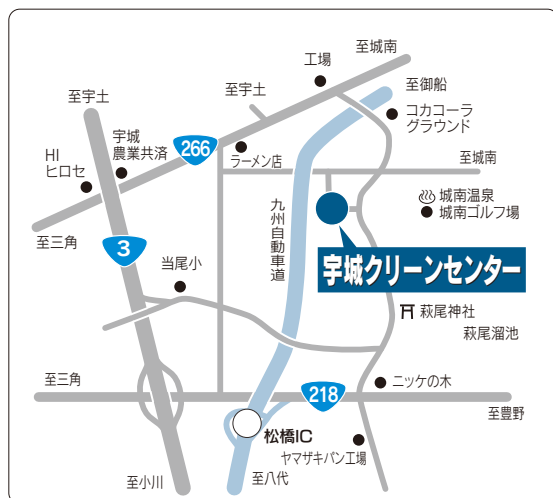 至城南
工場
至御船
至宇土
至宇土
コカコーラ
グラウンド
宇城
農業共済
HI
ヒロセ
266
ラーメン店
至城南
九州自動車道
城南温泉
城南ゴルフ場
至三角
3
当尾小
宇城クリーンセンター
萩尾神社
萩尾溜池
至三角
218
ニッケの木
至豊野
松橋IC
ヤマザキパン工場
至小川
至八代